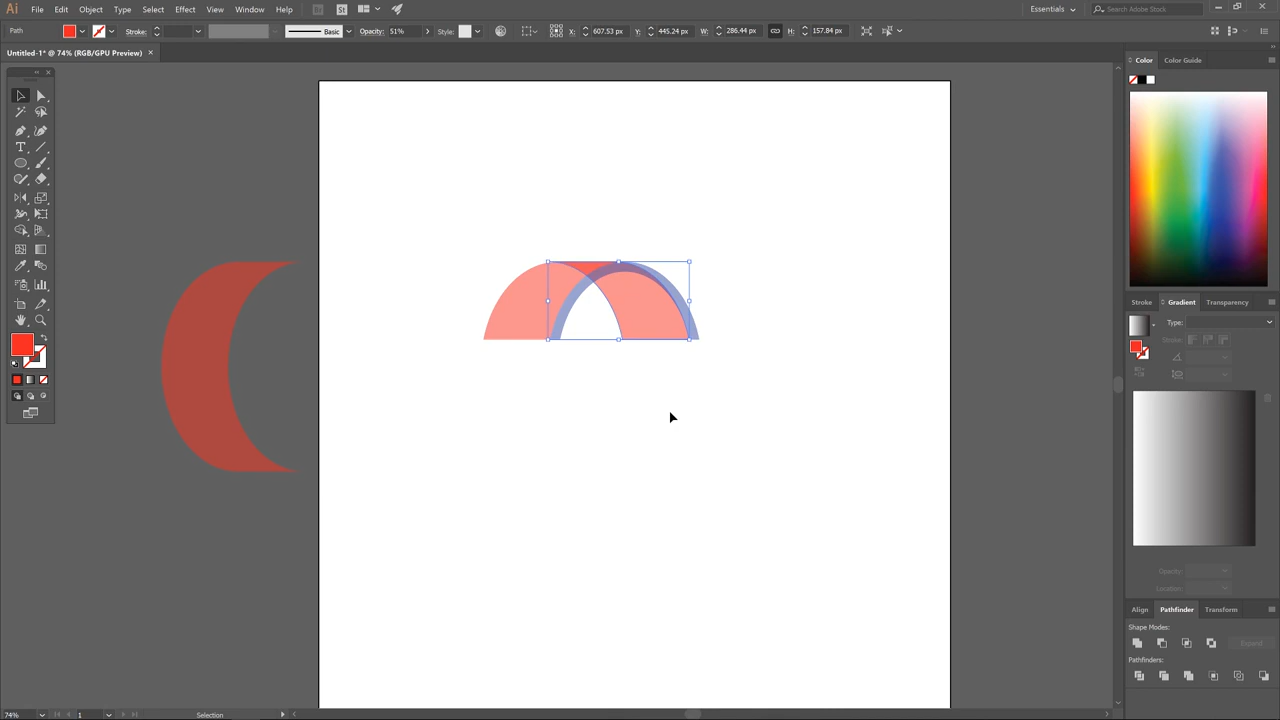 Ai File Edit Object Type Select Effect View Window Help Br St Essentials Search Adobe Stock
Path Stroke: Basic Opacity: 51% Style: X: 607.53 px Y: 445.24 px W: 286.44 px H: 157.84 px
Untitled-1* @ 74% (RGB/GPU Preview) ×
Color Color Guide
Stroke Gradient Transparency
Type:
Stroke:
Opacity:
Location:
Align Pathfinder Transform
Shape Modes:
Expand
Pathfinders:
74% 1 Selection